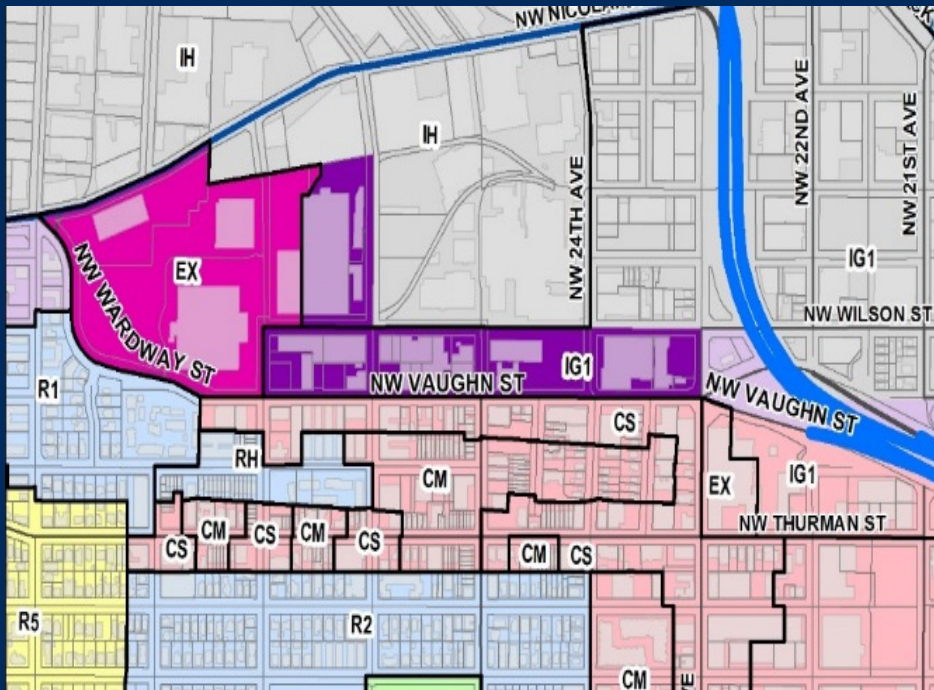 NW NICOLAI
IH
IH
NW 22ND AVE
NW 21ST AVE
NW 24TH AVE
IG1
EX
NW WARDWAY ST
NW WILSON ST
IG1
NW VAUGHN ST
NW VAUGHN ST
R1
CS
RH
CM
EX
IG1
NW THURMAN ST
CM
CS
CM
CS
CS
CM
CS
R5
R2
CM